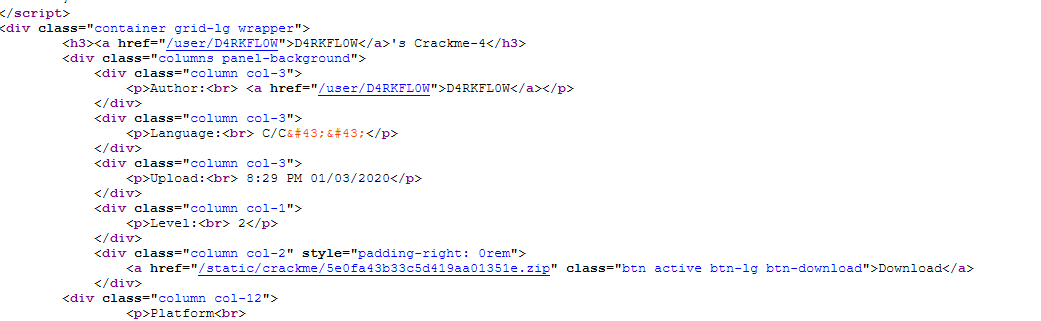 </script>
<div class="container grid-lg wrapper">
<h3><a href="/user/D4RKFL0W">D4RKFL0W</a>'s Crackme-4</h3>
<div class="columns panel-background">
<div class="column col-3">
<p>Author:<br> <a href="/user/D4RKFL0W">D4RKFL0W</a></p>
</div>
<div class="column col-3">
<p>Language:<br> C/C&#43;&#43;</p>
</div>
<div class="column col-3">
<p>Upload:<br> 8:29 PM 01/03/2020</p>
</div>
<div class="column col-1">
<p>Level:<br> 2</p>
</div>
<div class="column col-2" style="padding-right: 0rem">
<a href="/static/crackme/5e0fa43b33c5d419aa01351e.zip" class="btn active btn-lg btn-download">Download</a>
</div>
<div class="column col-12">
<p>Platform<br>